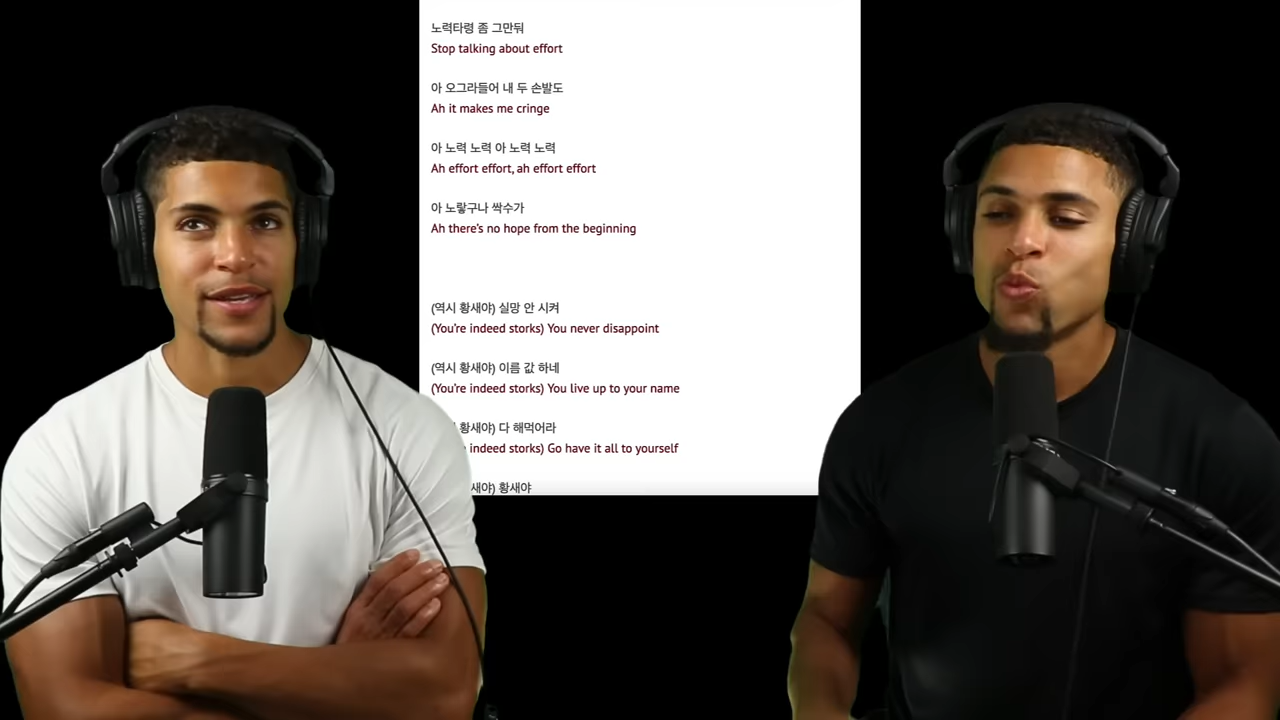 노력타령 좀 그만둬
Stop talking about effort
아 오그라들어 내 두 손발도
Ah it makes me cringe
아 노력 노력 아 노력 노력
Ah effort effort, ah effort effort
아 노랗구나 싹수가
Ah there's no hope from the beginning
(역시 황새야) 실망 안 시켜
(You're indeed storks) You never disappoint
(역시 황새야) 이름 값 하네
(You're indeed storks) You live up to your name
황새야) 다 해먹어라
indeed storks) Go have it all to yourself
황새야